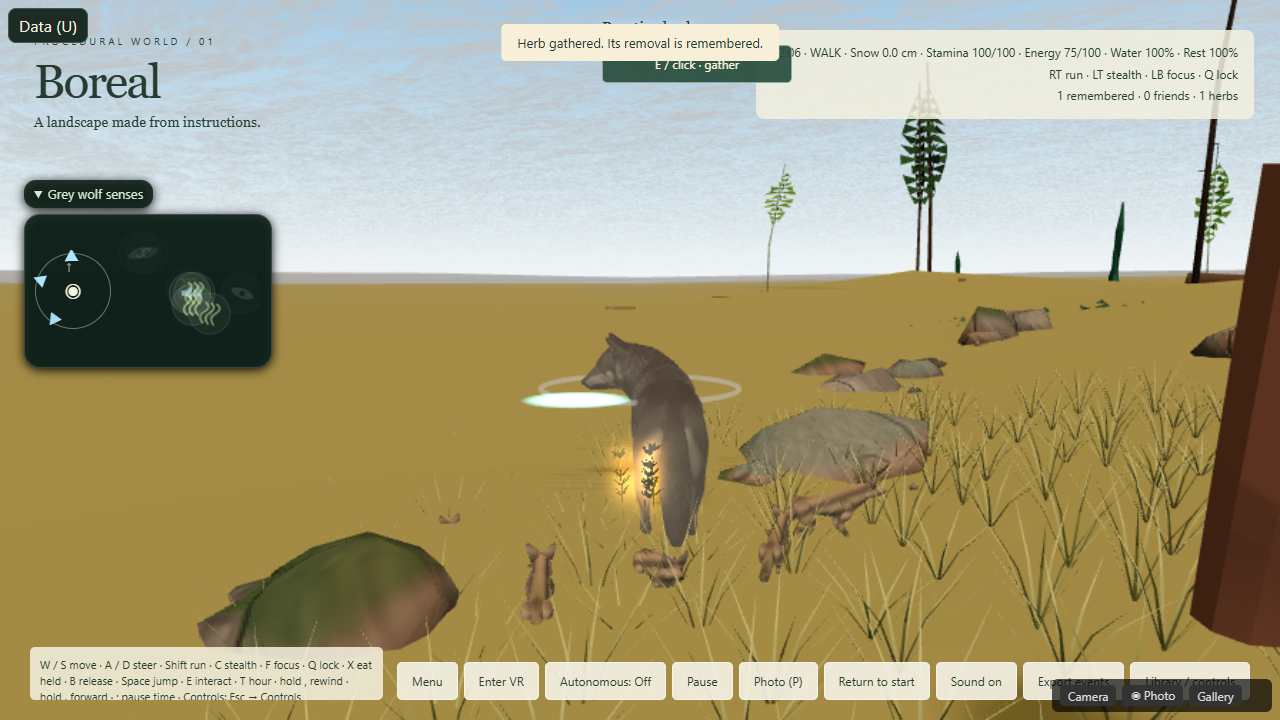 Data (U)
WORLD / 01
Boreal
A landscape made from instructions.
Herb gathered. Its removal is remembered.
E / click · gather
WALK · Snow 0.0 cm · Stamina 100/100 · Energy 75/100 · Water 100% · Rest 100%
RT run · LT stealth · LB focus · Q lock
1 remembered · 0 friends · 1 herbs
▼ Grey wolf senses
W / S move · A / D steer · Shift run · C stealth · F focus · Q lock · X eat
held · B release · Space jump · E interact · T hour · hold , rewind ·
hold . forward · ; pause time · Controls: Esc → Controls
Menu
Enter VR
Autonomous: Off
Pause
Photo (P)
Return to start
Sound on
Export events
Library / controls
Camera
◉ Photo
Gallery